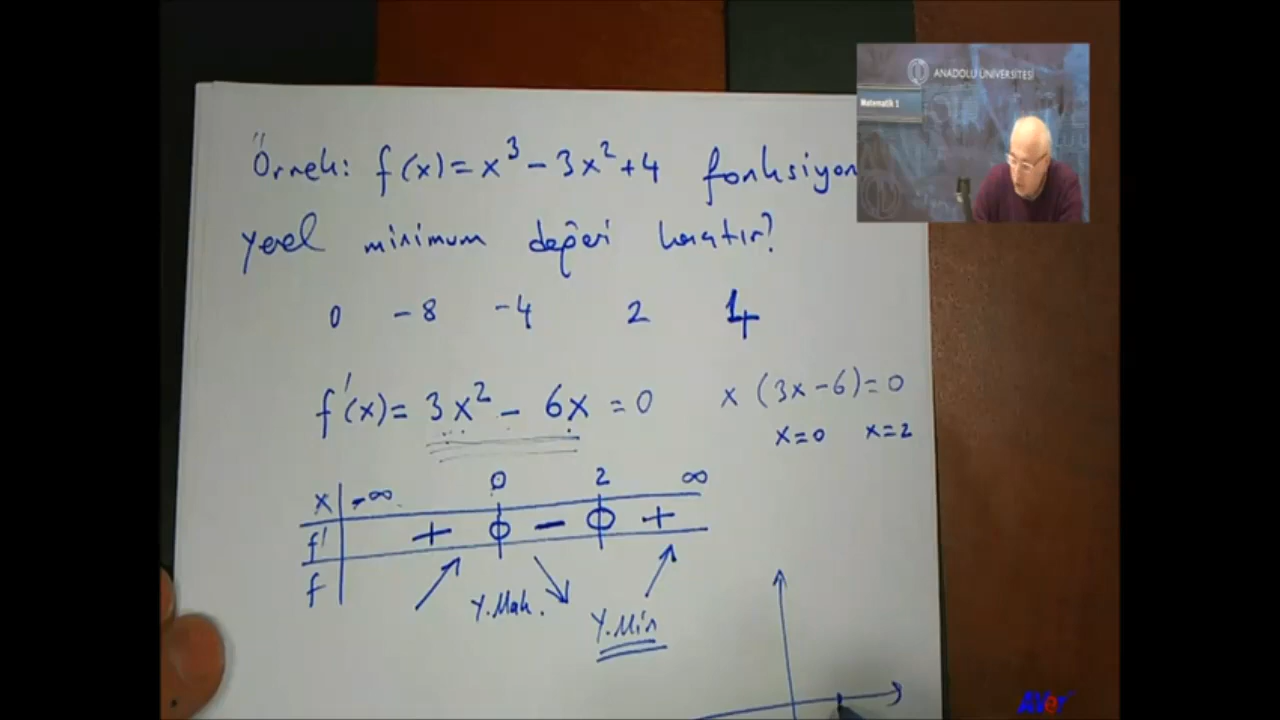 Örnek: f(x) = x³ - 3x² + 4 fonksiyon
yerel minimum değeri kaçtır?
0 -8 -4 2 4
f'(x) = 3x² - 6x = 0 x (3x - 6) = 0
x = 0 x = 2
x -∞ 0 2 ∞
f' + 0 - 0 +
f Y.Mak. Y.Min
ANADOLU ÜNİVERSİTESİ
Matematik 1
AVer